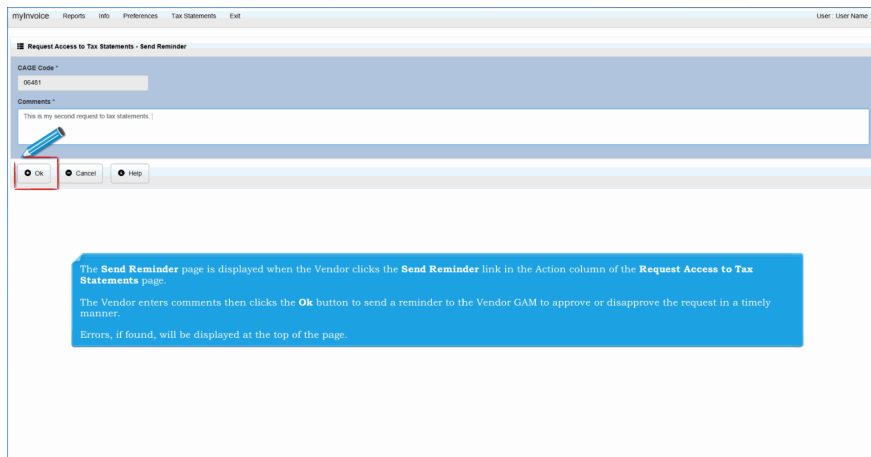 myInvoice Reports Info Preferences Tax Statements Exit User : User Name
Request Access to Tax Statements - Send Reminder
CAGE Code *
06481
Comments *
This is my second request to tax statements.
Ok Cancel Help
The Send Reminder page is displayed when the Vendor clicks the Send Reminder link in the Action column of the Request Access to Tax
Statements page.
The Vendor enters comments then clicks the Ok button to send a reminder to the Vendor GAM to approve or disapprove the request in a timely
manner.
Errors, if found, will be displayed at the top of the page.